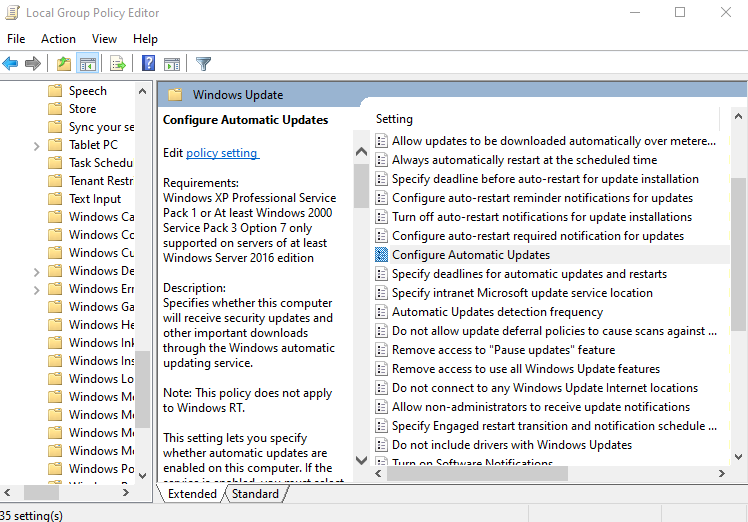 Local Group Policy Editor
File Action View Help
Speech
Store
Sync your se
Tablet PC
Task Schedu
Tenant Restr
Text Input
Windows Ca
Windows Co
Windows Cu
Windows De
Windows Err
Windows Ga
Windows He
Windows Ink
Windows Ins
Windows Lo
Windows Me
Windows Me
Windows Mo
Windows Mo
Windows Po
Windows Update
Configure Automatic Updates
Edit policy setting
Requirements:
Windows XP Professional Service
Pack 1 or At least Windows 2000
Service Pack 3 Option 7 only
supported on servers of at least
Windows Server 2016 edition
Description:
Specifies whether this computer
will receive security updates and
other important downloads
through the Windows automatic
updating service.
Note: This policy does not apply
to Windows RT.
This setting lets you specify
whether automatic updates are
enabled on this computer. If the
service is enabled, you must select
Setting
Allow updates to be downloaded automatically over metere...
Always automatically restart at the scheduled time
Specify deadline before auto-restart for update installation
Configure auto-restart reminder notifications for updates
Turn off auto-restart notifications for update installations
Configure auto-restart required notification for updates
Configure Automatic Updates
Specify deadlines for automatic updates and restarts
Specify intranet Microsoft update service location
Automatic Updates detection frequency
Do not allow update deferral policies to cause scans against ...
Remove access to "Pause updates" feature
Remove access to use all Windows Update features
Do not connect to any Windows Update Internet locations
Allow non-administrators to receive update notifications
Specify Engaged restart transition and notification schedule ...
Do not include drivers with Windows Updates
Turn on Software Notifications
Extended Standard
35 setting(s)